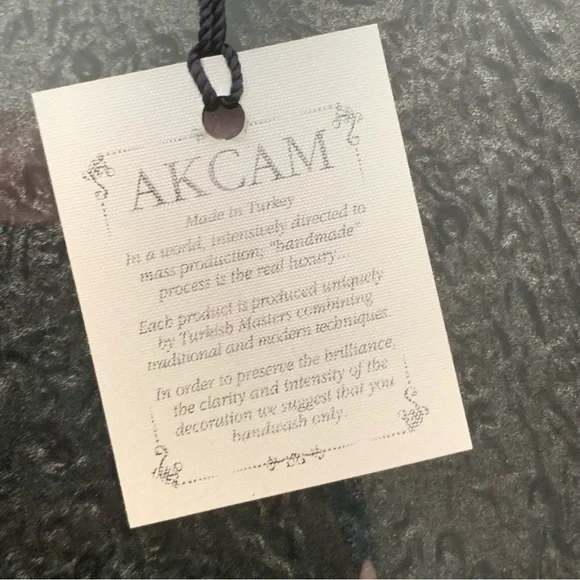 AKCAM
Made in Turkey
In a world, intensively directed to
mass production; "handmade"
process is the real luxury...
Each product is produced uniquely
by Turkish Masters combining
traditional and modern techniques.
In order to preserve the brilliance,
the clarity and intensity of the
decoration we suggest that you
handwash only.